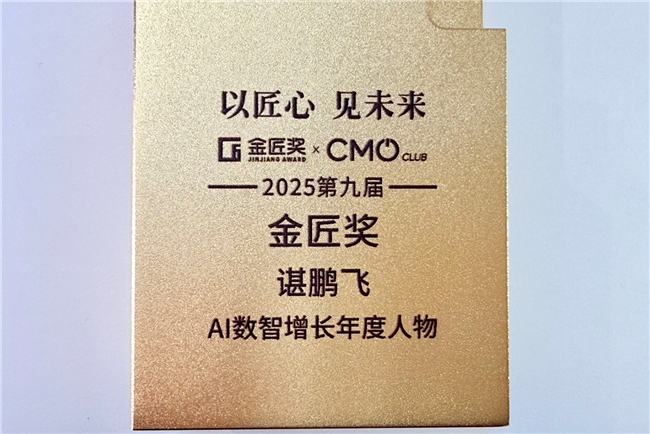 以匠心 见未来
金匠奖 JINJIANG AWARD x CMO CLUB
2025第九届
金匠奖
谌鹏飞
AI数智增长年度人物